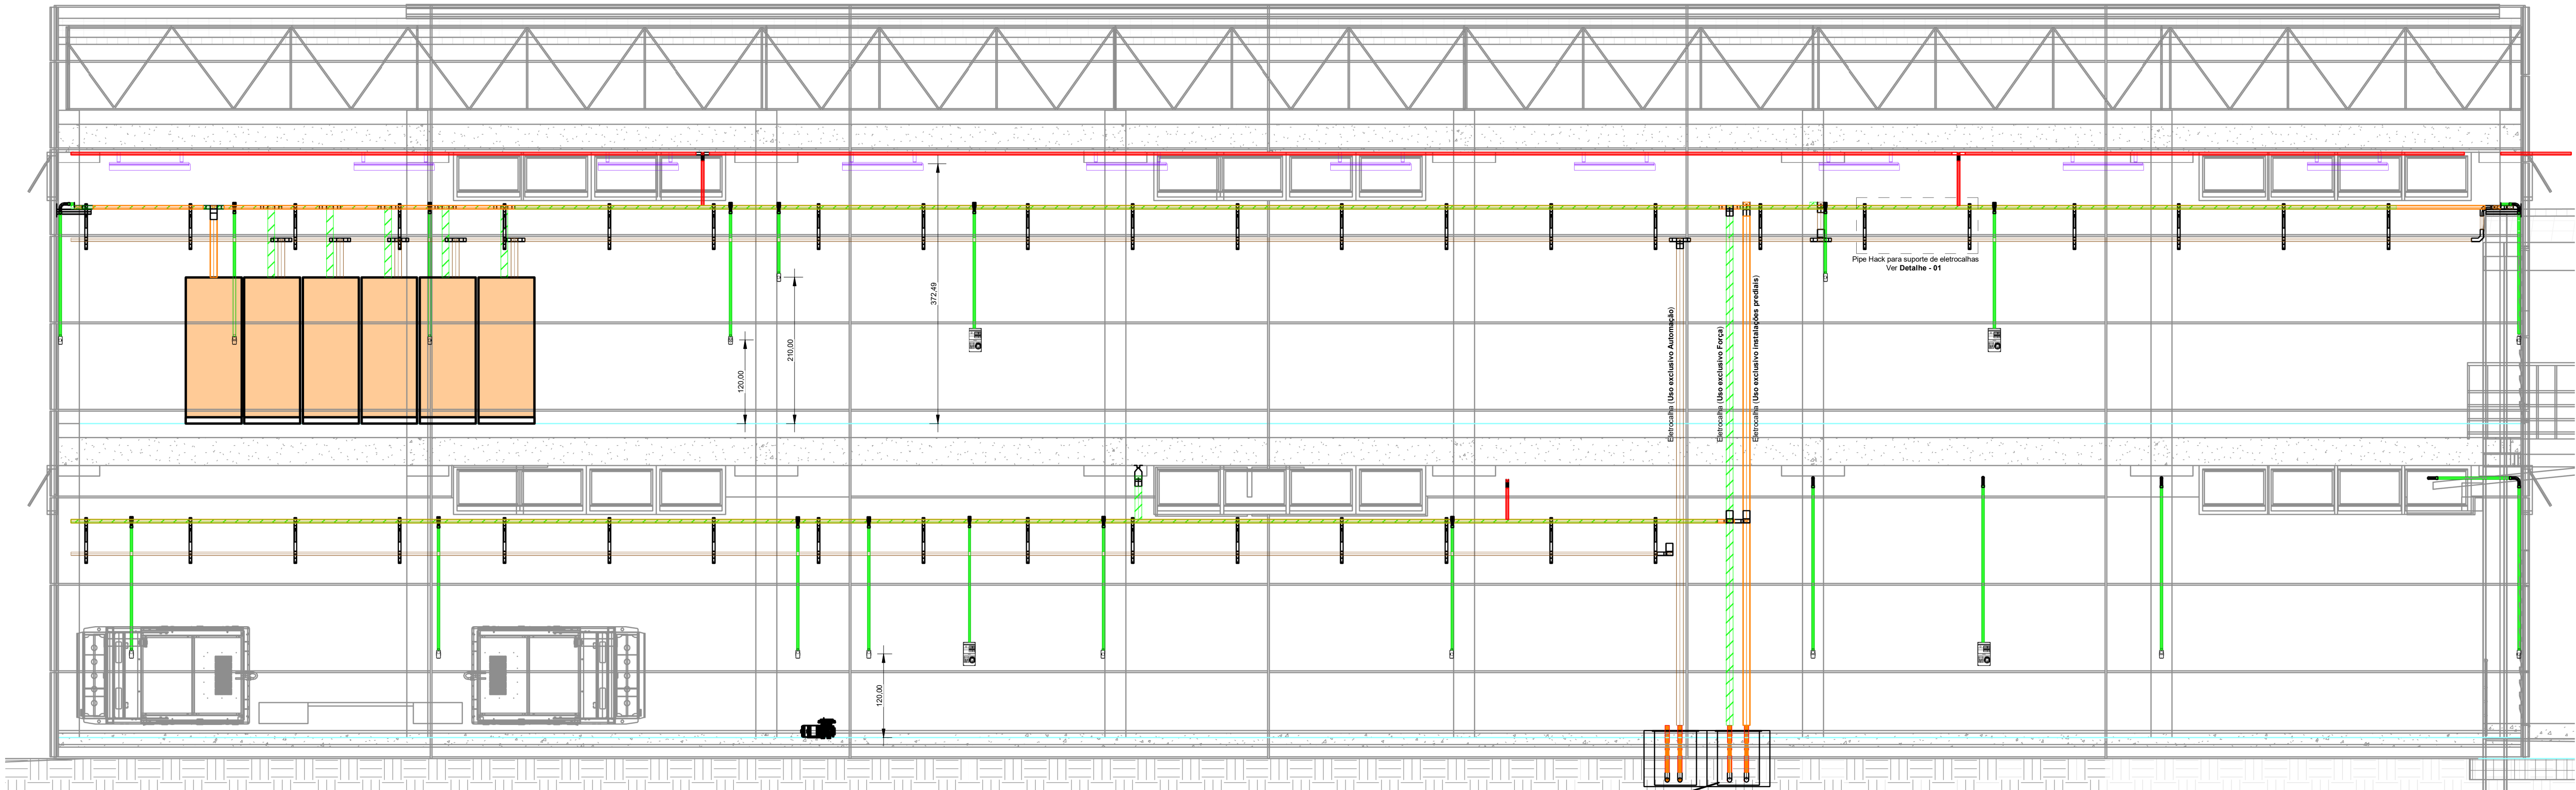 Pipe Hack para suporte de eletrocalhas
Ver Detalhe - 01
372,49
210,00
120,00
Eletrocalha (Uso exclusivo Automação)
Eletrocalha (Uso exclusivo Força)
Eletrocalha (Uso exclusivo instalações prediais)
120,00